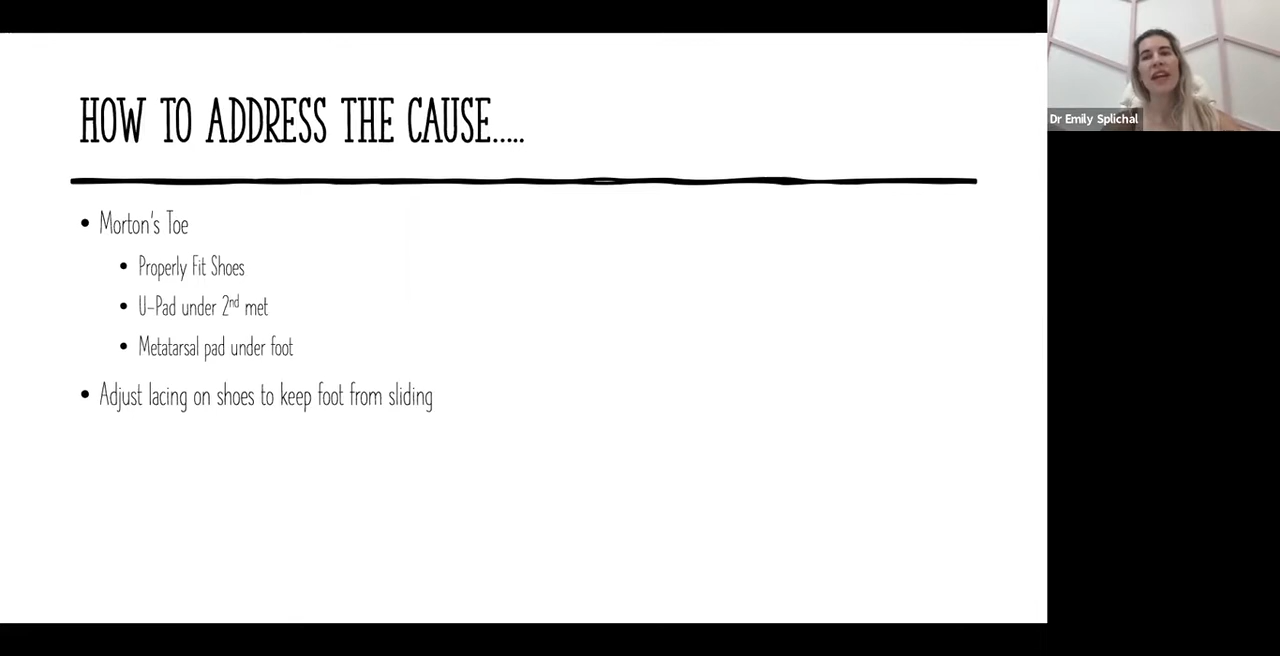 HOW TO ADDRESS THE CAUSE.....
• Morton's Toe
• Properly Fit Shoes
• U-Pad under 2nd met
• Metatarsal pad under foot
• Adjust lacing on shoes to keep foot from sliding
Dr Emily Splichal